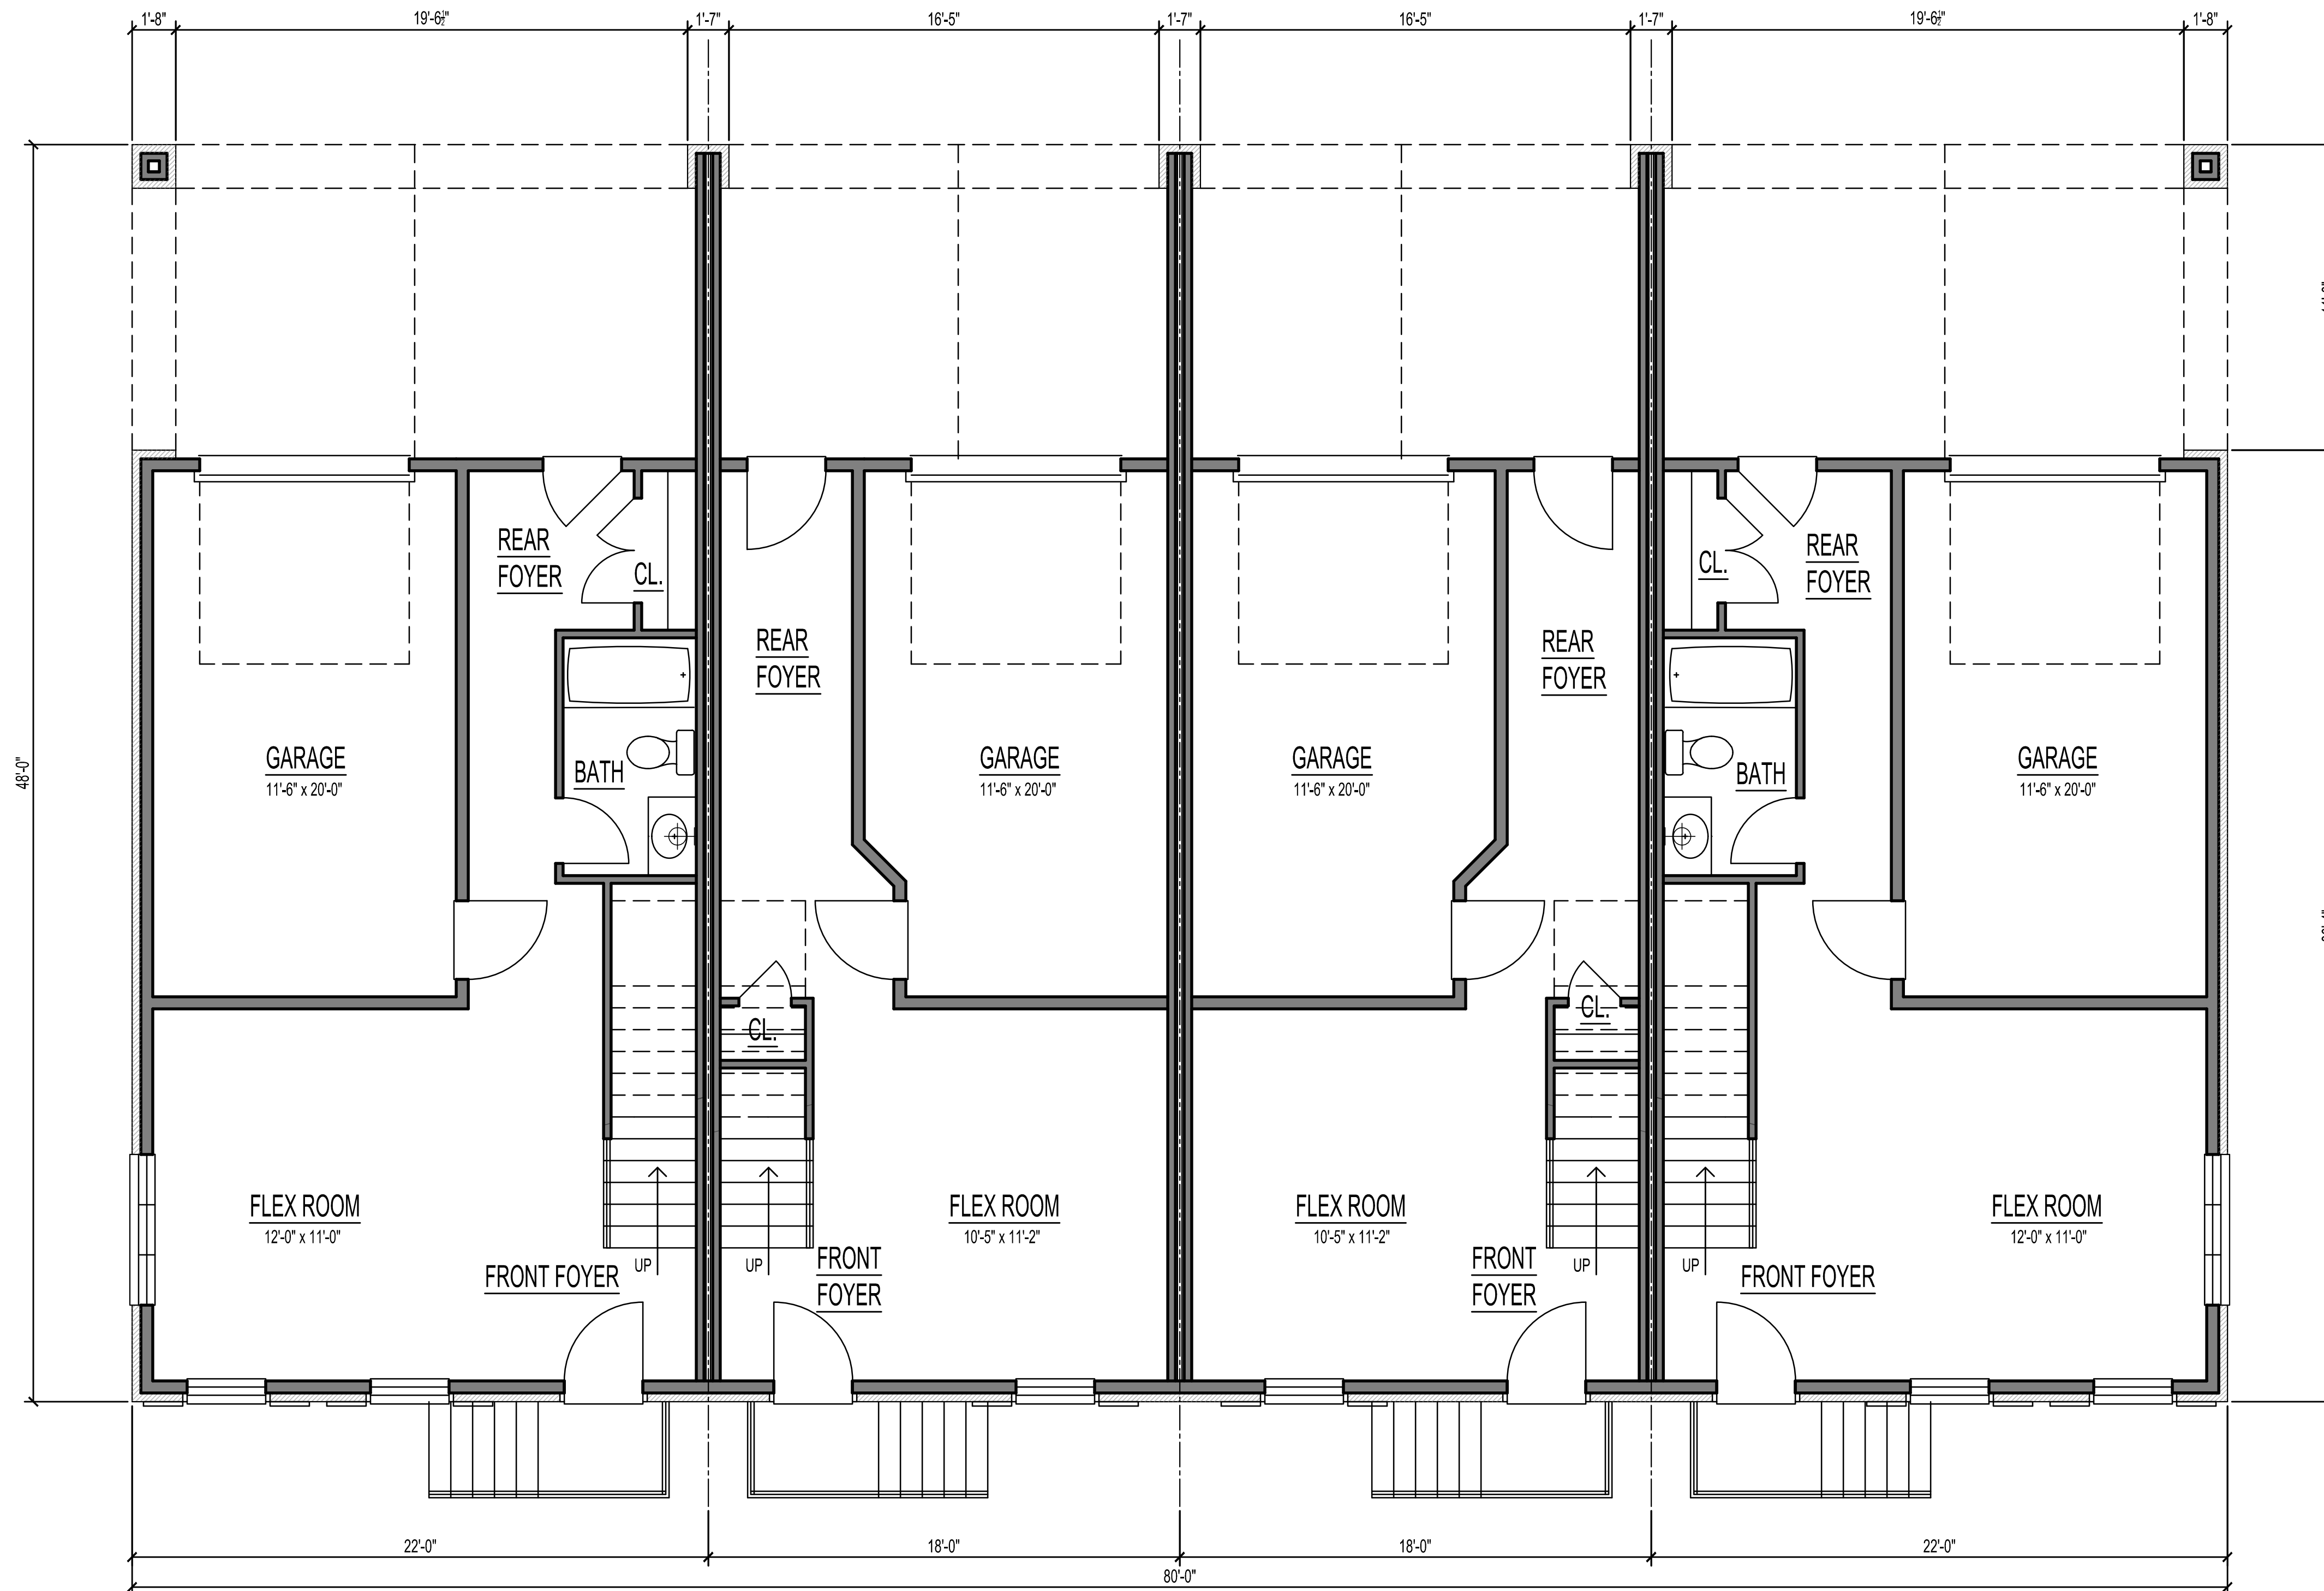 1'-8" 19'-6½" 1'-7" 16'-5" 1'-7" 16'-5" 1'-7" 19'-6½" 1'-8"
48'-0"
REAR
FOYER
CL.
REAR
FOYER
REAR
FOYER
CL.
REAR
FOYER
GARAGE
11'-6" x 20'-0"
BATH
GARAGE
11'-6" x 20'-0"
GARAGE
11'-6" x 20'-0"
BATH
GARAGE
11'-6" x 20'-0"
CL.
CL.
FLEX ROOM
12'-0" x 11'-0"
FLEX ROOM
10'-5" x 11'-2"
FLEX ROOM
10'-5" x 11'-2"
FLEX ROOM
12'-0" x 11'-0"
FRONT FOYER
UP
UP
FRONT
FOYER
FRONT
FOYER
UP
UP
FRONT FOYER
22'-0" 18'-0" 18'-0" 22'-0"
80'-0"